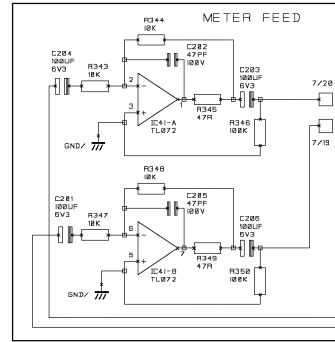 METER FEED
R344
10K
C204
100UF
6V3
R343
10K
C202
47PF
100V
C203
100UF
6V3
7/20
2
3
1
IC41-A
TL072
R345
47R
R346
100K
7/19
GND/
R348
10K
C201
100UF
6V3
R347
10K
C205
47PF
100V
C206
100UF
6V3
6
5
7
IC41-B
TL072
R349
47R
R350
100K
GND/